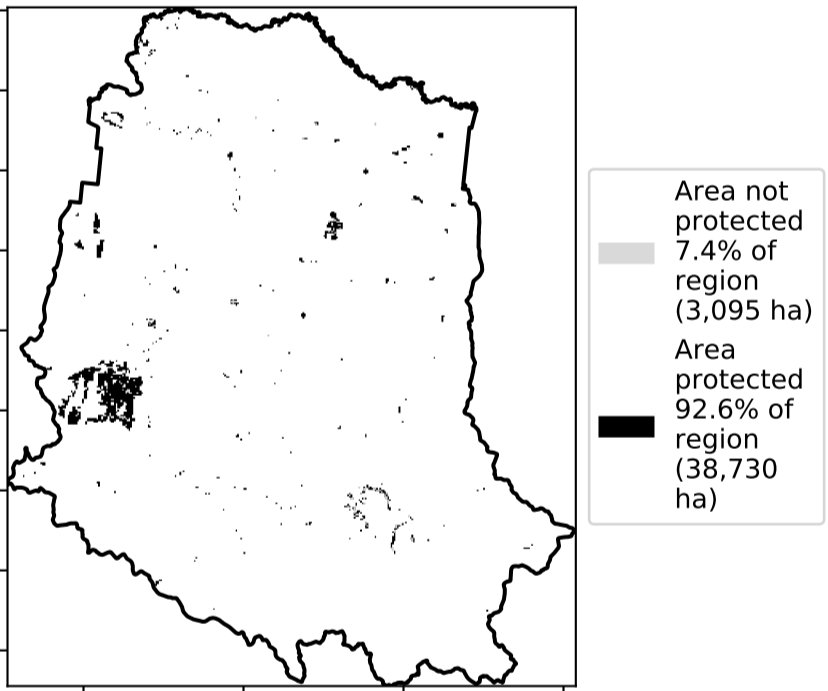 Area not
protected
7.4% of
region
(3,095 ha)
Area
protected
92.6% of
region
(38,730
ha)